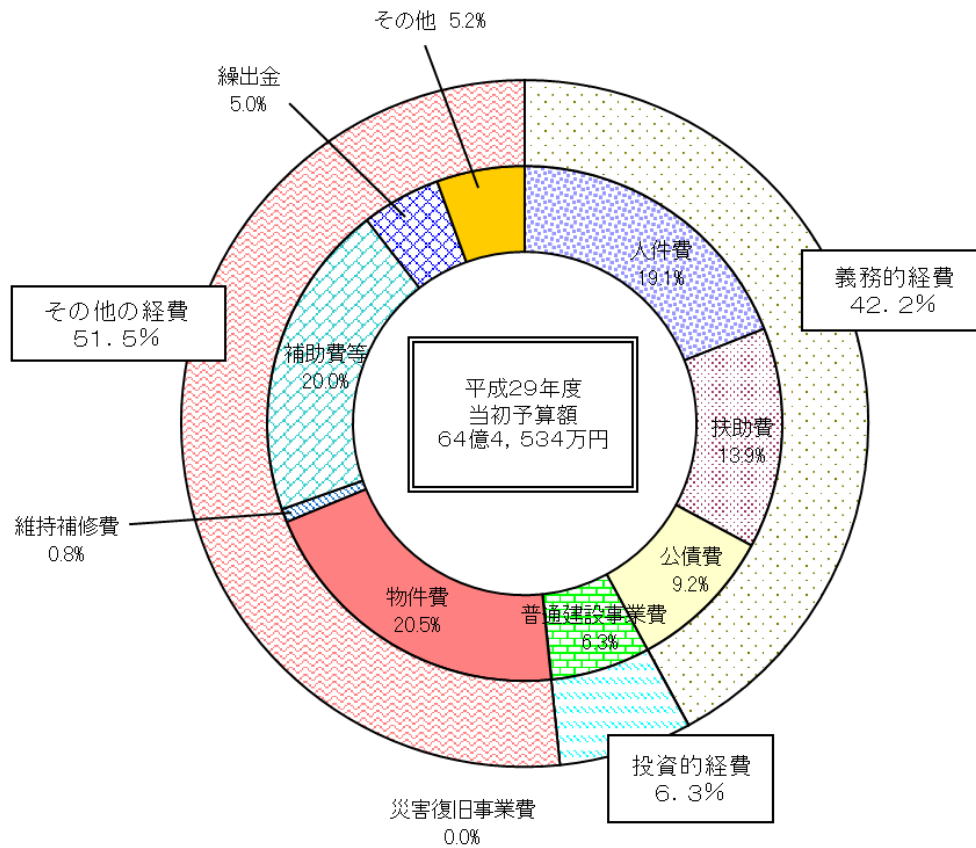 その他 5.2%
繰出金
5.0%
人件費
19.1%
義務的経費
42.2%
その他の経費
51.5%
補助費等
20.0%
平成29年度
当初予算額
64億4,534万円
扶助費
13.9%
維持補修費
0.8%
公債費
9.2%
物件費
20.5%
普通建設事業費
6.3%
投資的経費
6.3%
災害復旧事業費
0.0%